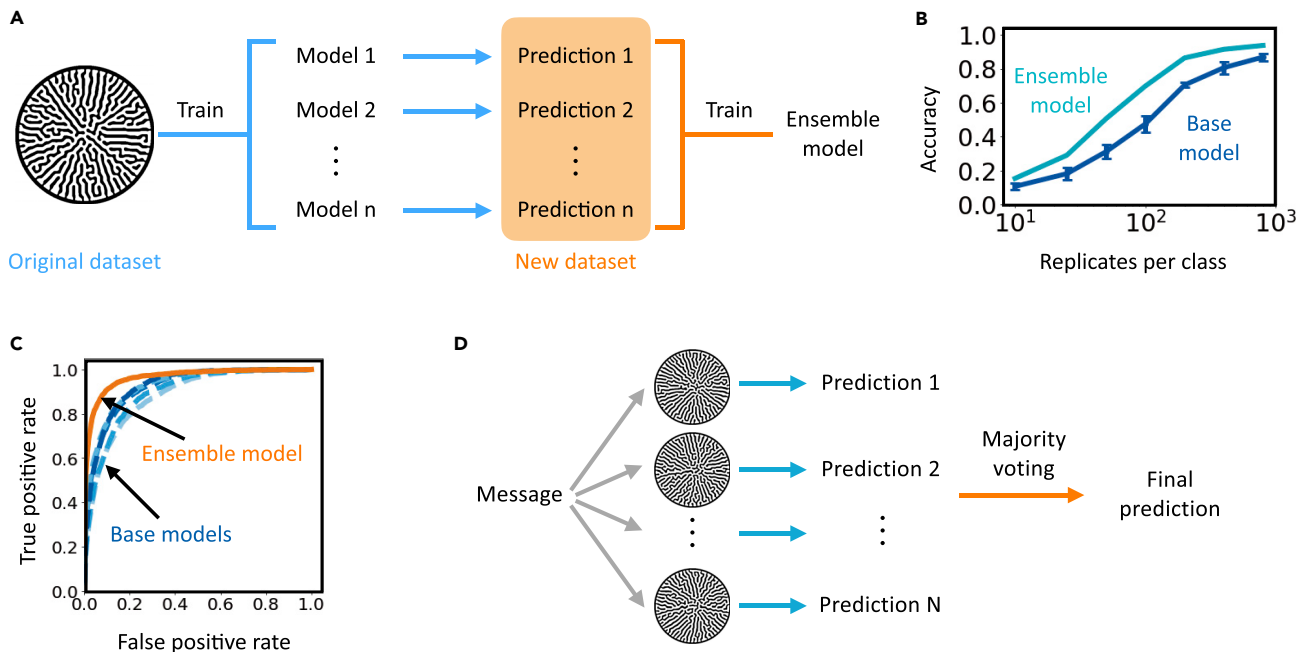 A
Train
Original dataset
Model 1
Model 2
Model n
Prediction 1
Prediction 2
Prediction n
New dataset
Train
Ensemble
model
B
Accuracy
1.0
0.8
0.6
0.4
0.2
0.0
Ensemble
model
Base
model
10¹
10²
10³
Replicates per class
C
True positive rate
1.0
0.8
0.6
0.4
0.2
0.0
Ensemble model
Base models
0.0
0.2
0.4
0.6
0.8
1.0
False positive rate
D
Message
Prediction 1
Prediction 2
Prediction N
Majority
voting
Final
prediction